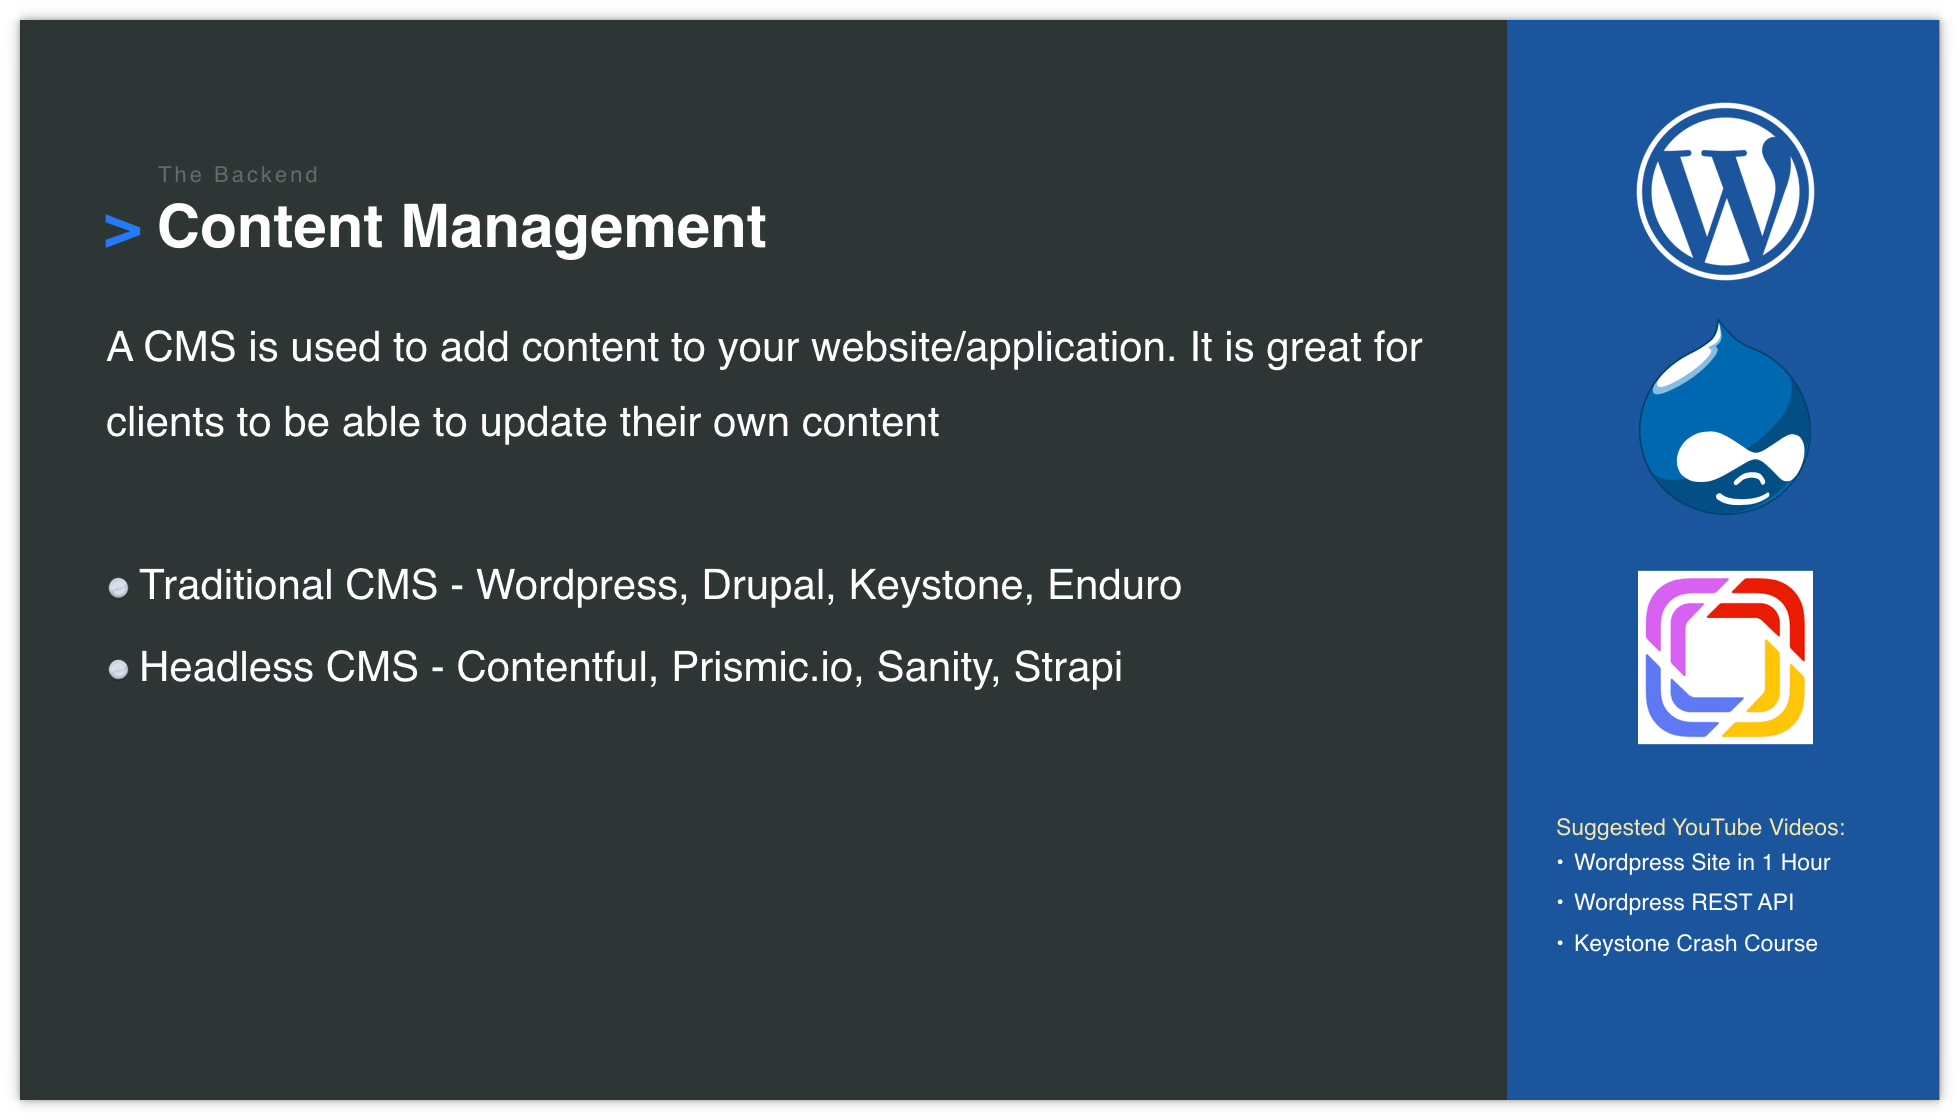 The Backend
> Content Management
A CMS is used to add content to your website/application. It is great for
clients to be able to update their own content
Traditional CMS - Wordpress, Drupal, Keystone, Enduro
Headless CMS - Contentful, Prismic.io, Sanity, Strapi
Suggested YouTube Videos:
• Wordpress Site in 1 Hour
• Wordpress REST API
• Keystone Crash Course